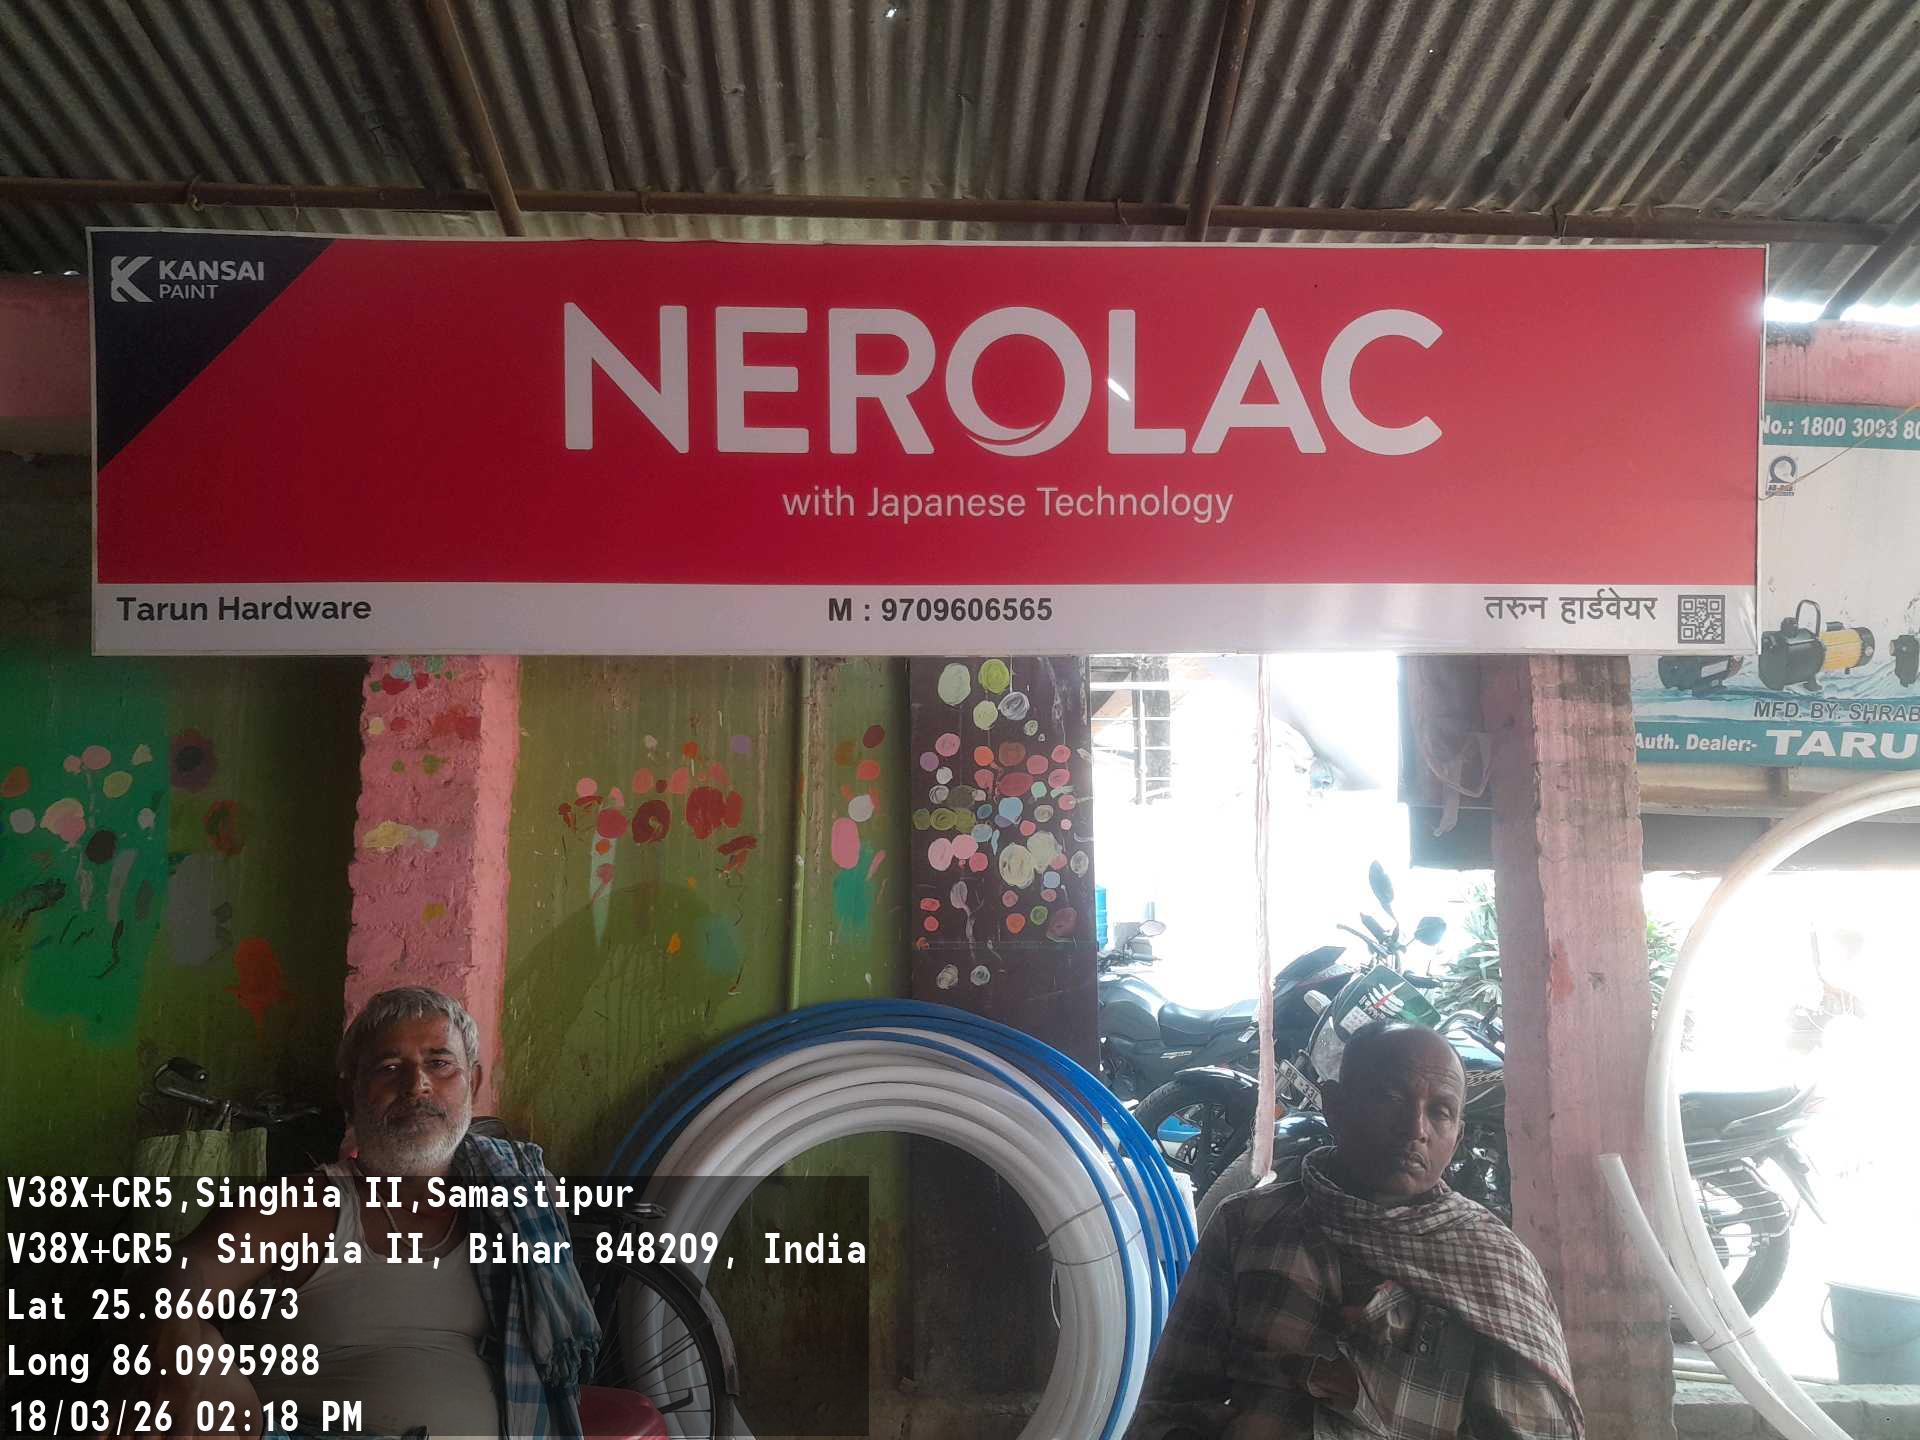 KANSAI
PAINT
NEROLAC
with Japanese Technology
Tarun Hardware
M : 9709606565
तरुन हार्डवेयर
No.: 1800 3093
MFD. BY: SHRAB
Auth. Dealer:- TARU
V38X+CR5,Singhia II,Samastipur
V38X+CR5, Singhia II, Bihar 848209, India
Lat 25.8660673
Long 86.0995988
18/03/26 02:18 PM